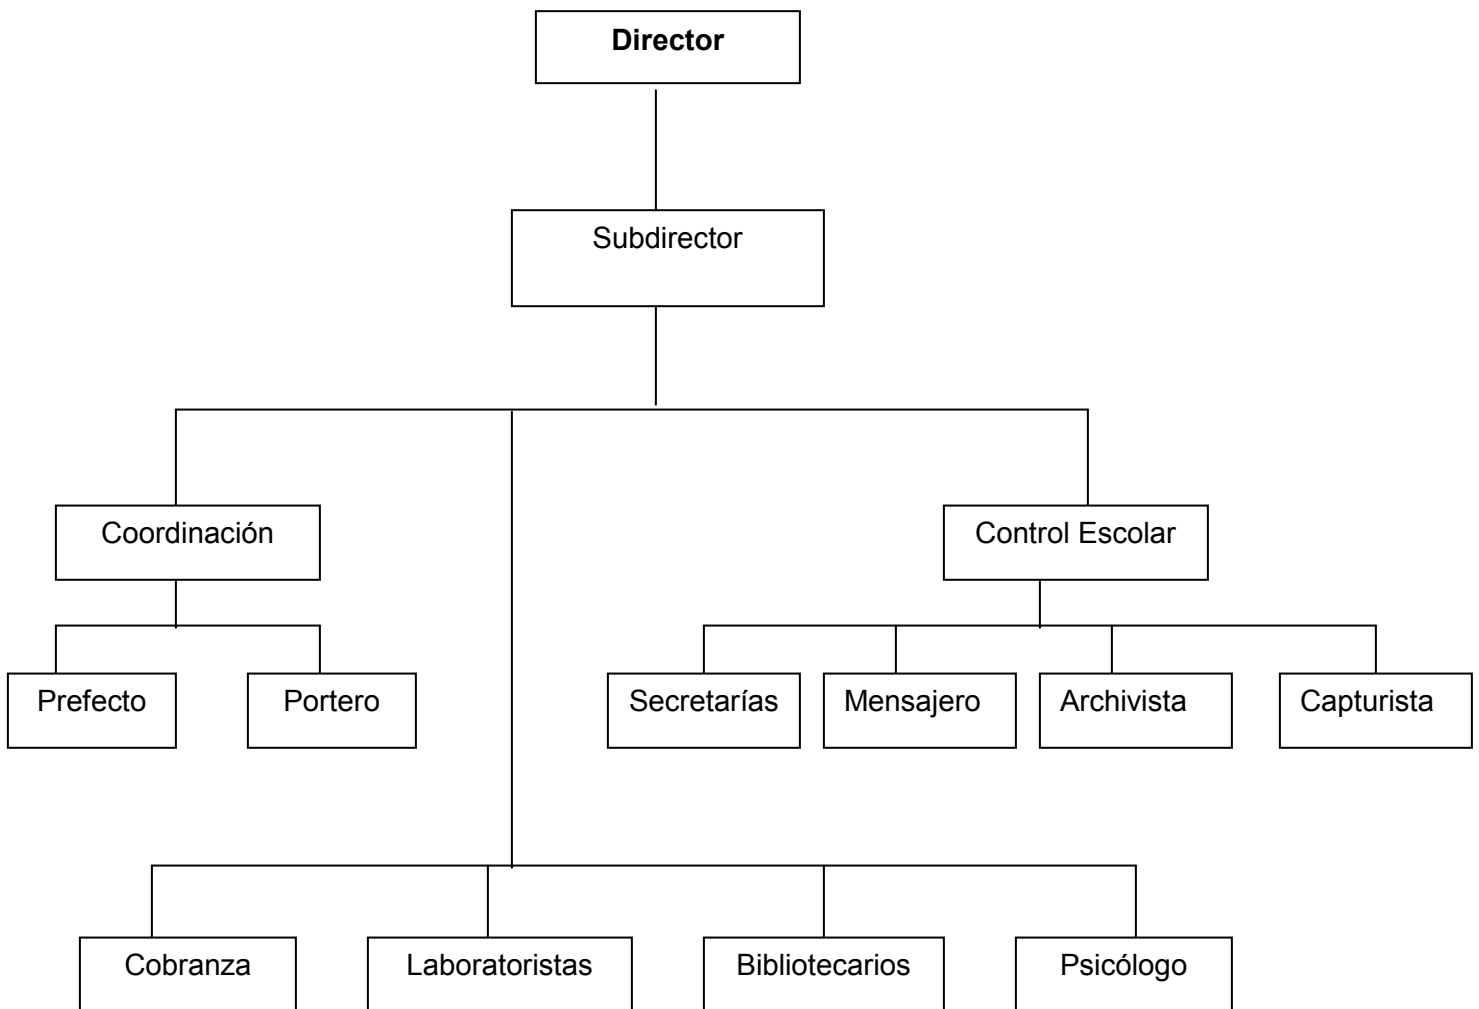 Director
Subdirector
Coordinación
Control Escolar
Prefecto
Portero
Secretarías
Mensajero
Archivista
Capturista
Cobranza
Laboratoristas
Bibliotecarios
Psicólogo